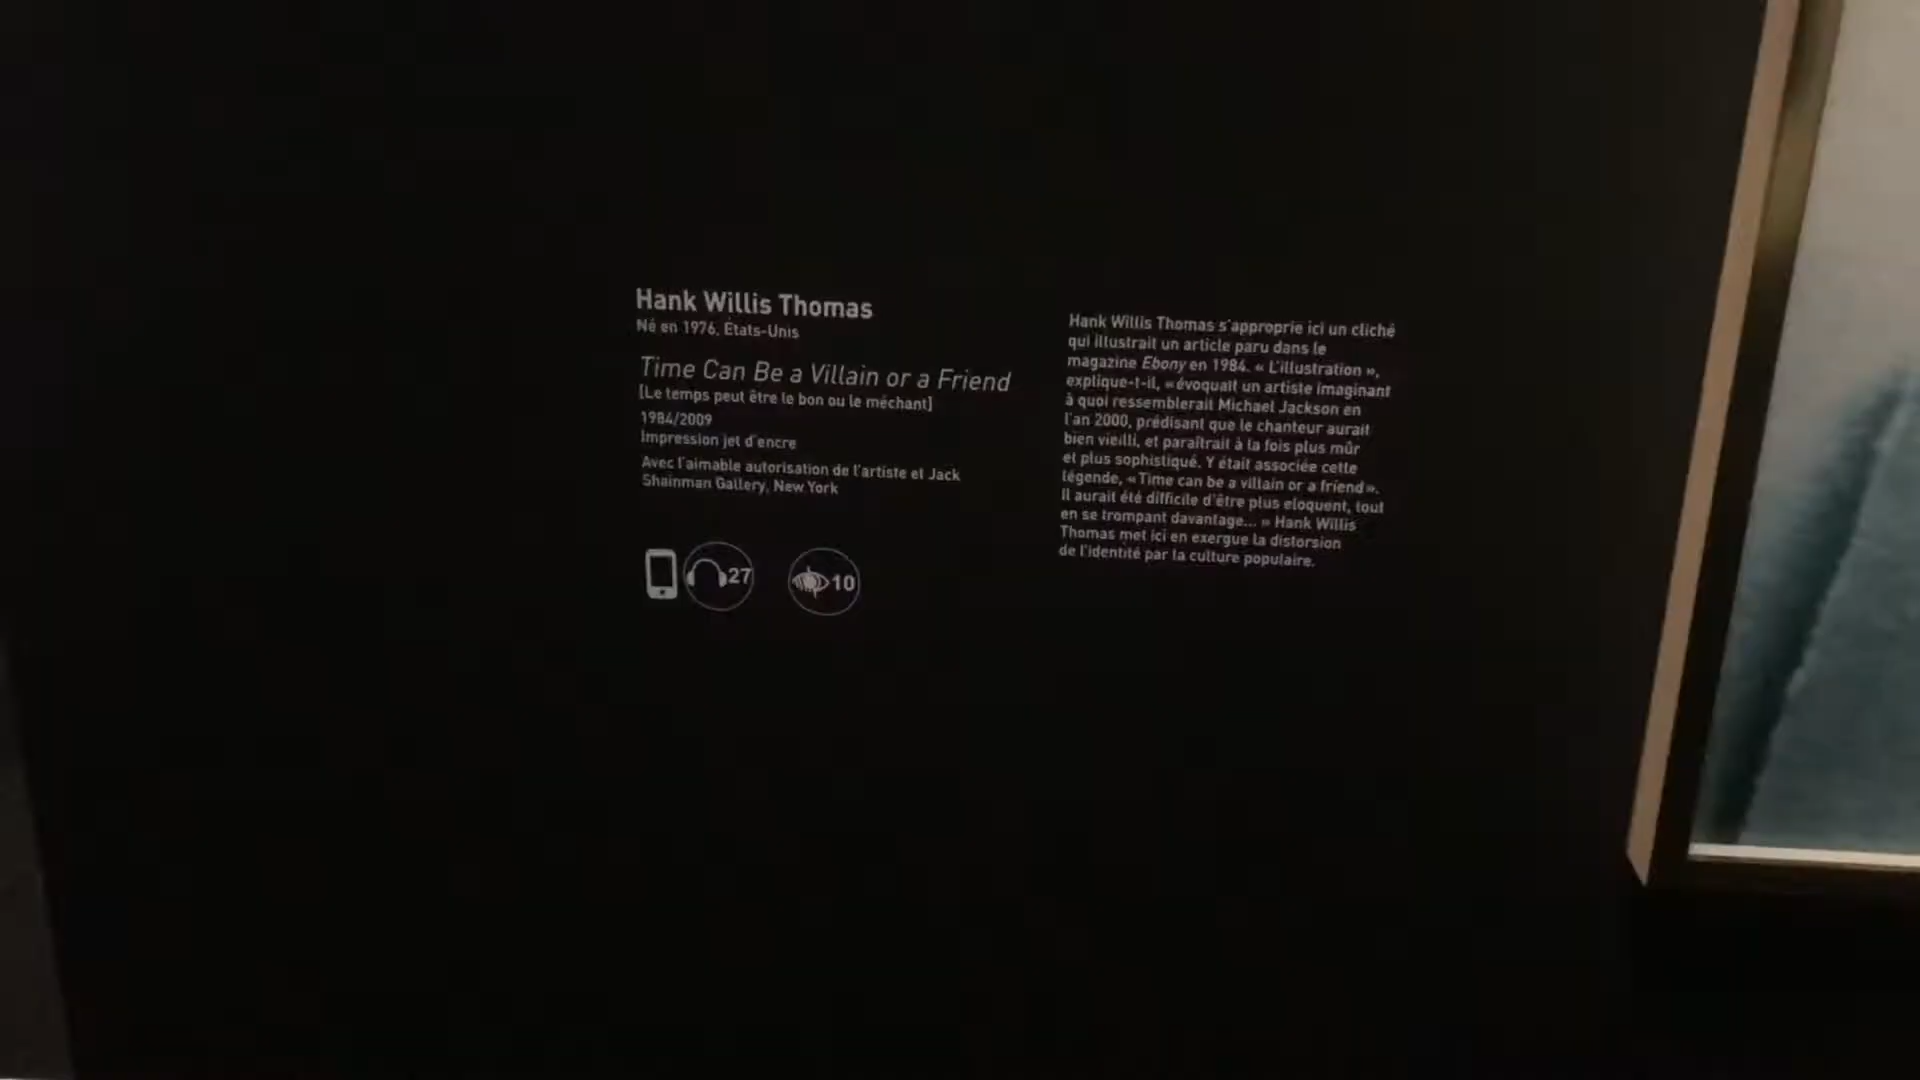 Hank Willis Thomas
Né en 1976, États-Unis
Time Can Be a Villain or a Friend
[Le temps peut être le bon ou le méchant]
1984/2009
Impression jet d'encre
Avec l'aimable autorisation de l'artiste et Jack
Shainman Gallery, New York
27
10
Hank Willis Thomas s'approprie ici un cliché
qui illustrait un article paru dans le
magazine Ebony en 1984. « L'illustration »,
explique-t-il, « évoquait un artiste imaginant
à quoi ressemblerait Michael Jackson en
l'an 2000, prédisant que le chanteur aurait
bien vieilli, et paraîtrait à la fois plus mûr
et plus sophistiqué. Y était associée cette
légende, « Time can be a villain or a friend ».
Il aurait été difficile d'être plus eloquent, tout
en se trompant davantage... » Hank Willis
Thomas met ici en exergue la distorsion
de l'identité par la culture populaire.